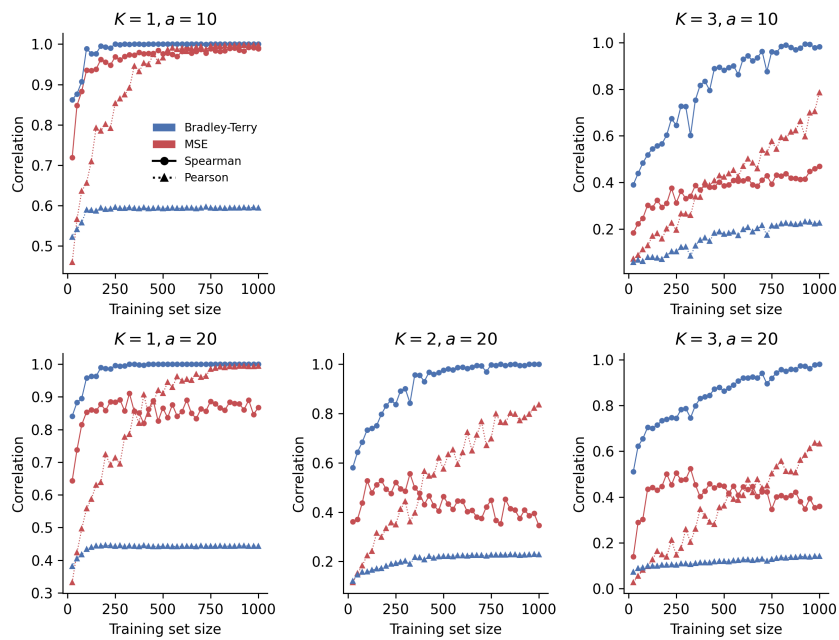 K = 1, a = 10
1.0
0.9
0.8
0.7
0.6
0.5
Correlation
0 250 500 750 1000
Training set size
Bradley-Terry
MSE
Spearman
Pearson
K = 3, a = 10
1.0
0.8
0.6
0.4
0.2
Correlation
0 250 500 750 1000
Training set size
K = 1, a = 20
1.0
0.9
0.8
0.7
0.6
0.5
0.4
0.3
Correlation
0 250 500 750 1000
Training set size
K = 2, a = 20
1.0
0.8
0.6
0.4
0.2
Correlation
0 250 500 750 1000
Training set size
K = 3, a = 20
1.0
0.8
0.6
0.4
0.2
0.0
Correlation
0 250 500 750 1000
Training set size